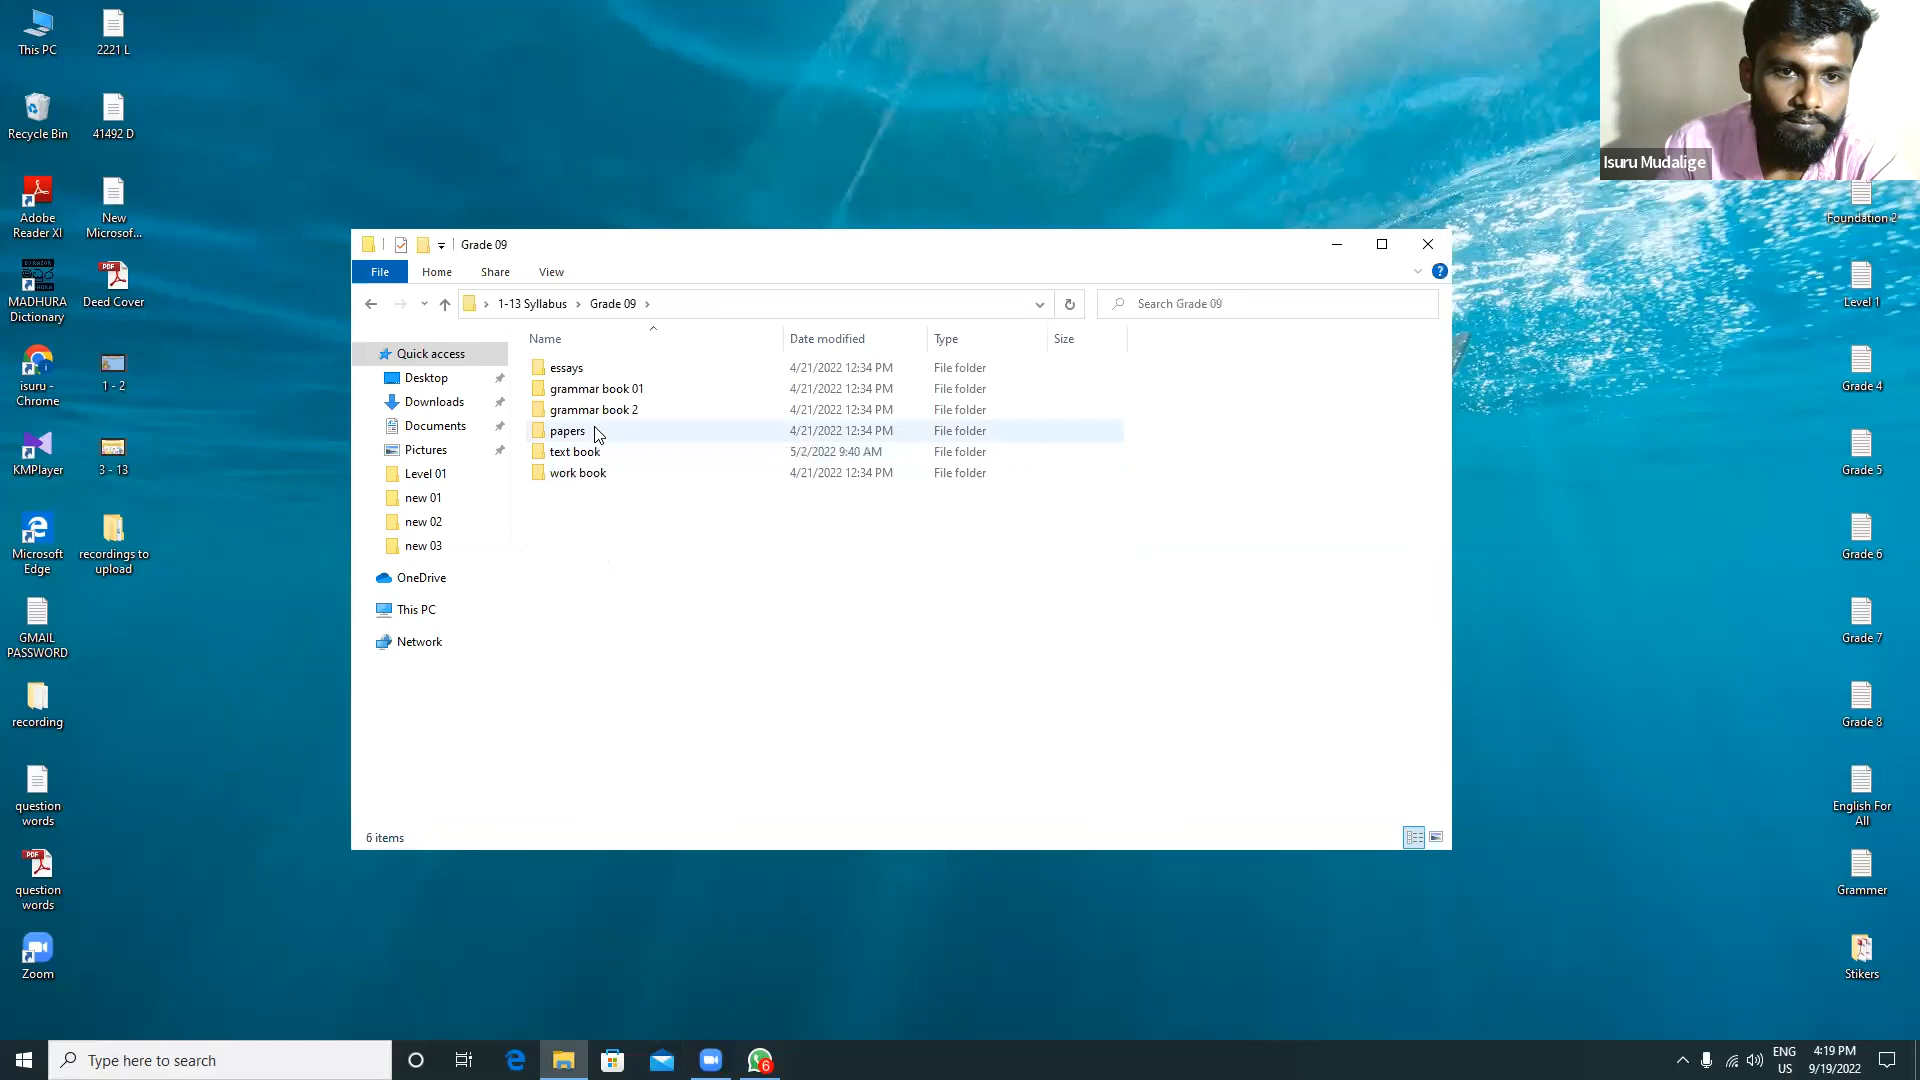 This PC
2221 L
Recycle Bin
41492 D
Adobe
Reader XI
New
Microsof...
MADHURA
Dictionary
PDF
Deed Cover
isuru -
Chrome
1 - 2
KMPlayer
3 - 13
Microsoft
Edge
recordings to
upload
GMAIL
PASSWORD
recording
question
words
PDF
question
words
Zoom
Grade 09
File
Home
Share
View
1-13 Syllabus
Grade 09
Search Grade 09
Quick access
Desktop
Downloads
Documents
Pictures
Level 01
new 01
new 02
new 03
OneDrive
This PC
Network
Name Date modified Type Size
essays 4/21/2022 12:34 PM File folder
grammar book 01 4/21/2022 12:34 PM File folder
grammar book 2 4/21/2022 12:34 PM File folder
papers 4/21/2022 12:34 PM File folder
text book 5/2/2022 9:40 AM File folder
work book 4/21/2022 12:34 PM File folder
6 items
Isuru Mudalige
Foundation 2
Level 1
Grade 4
Grade 5
Grade 6
Grade 7
Grade 8
English For
All
Grammer
Stikers
Type here to search
6
ENG
US
4:19 PM
9/19/2022